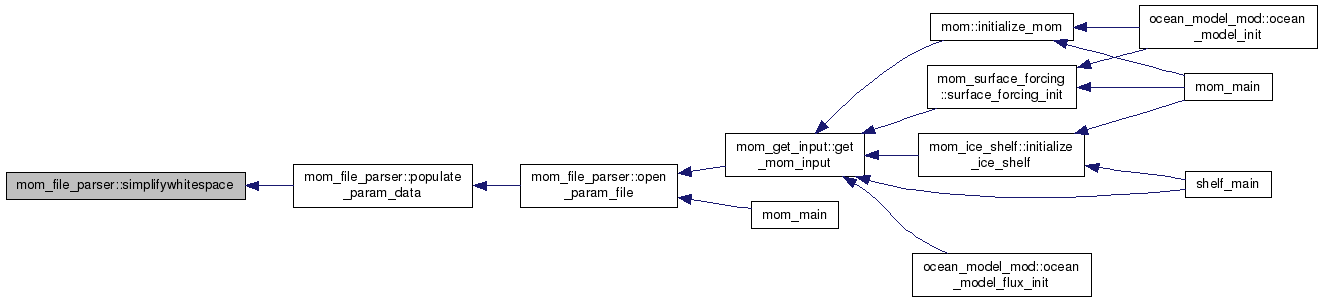 mom_file_parser::simplifywhitespace
mom_file_parser::populate
_param_data
mom_file_parser::open
_param_file
mom_get_input::get
_mom_input
mom_main
mom::initialize_mom
mom_surface_forcing
::surface_forcing_init
mom_ice_shelf::initialize
_ice_shelf
ocean_model_mod::ocean
_model_flux_init
ocean_model_mod::ocean
_model_init
mom_main
shelf_main